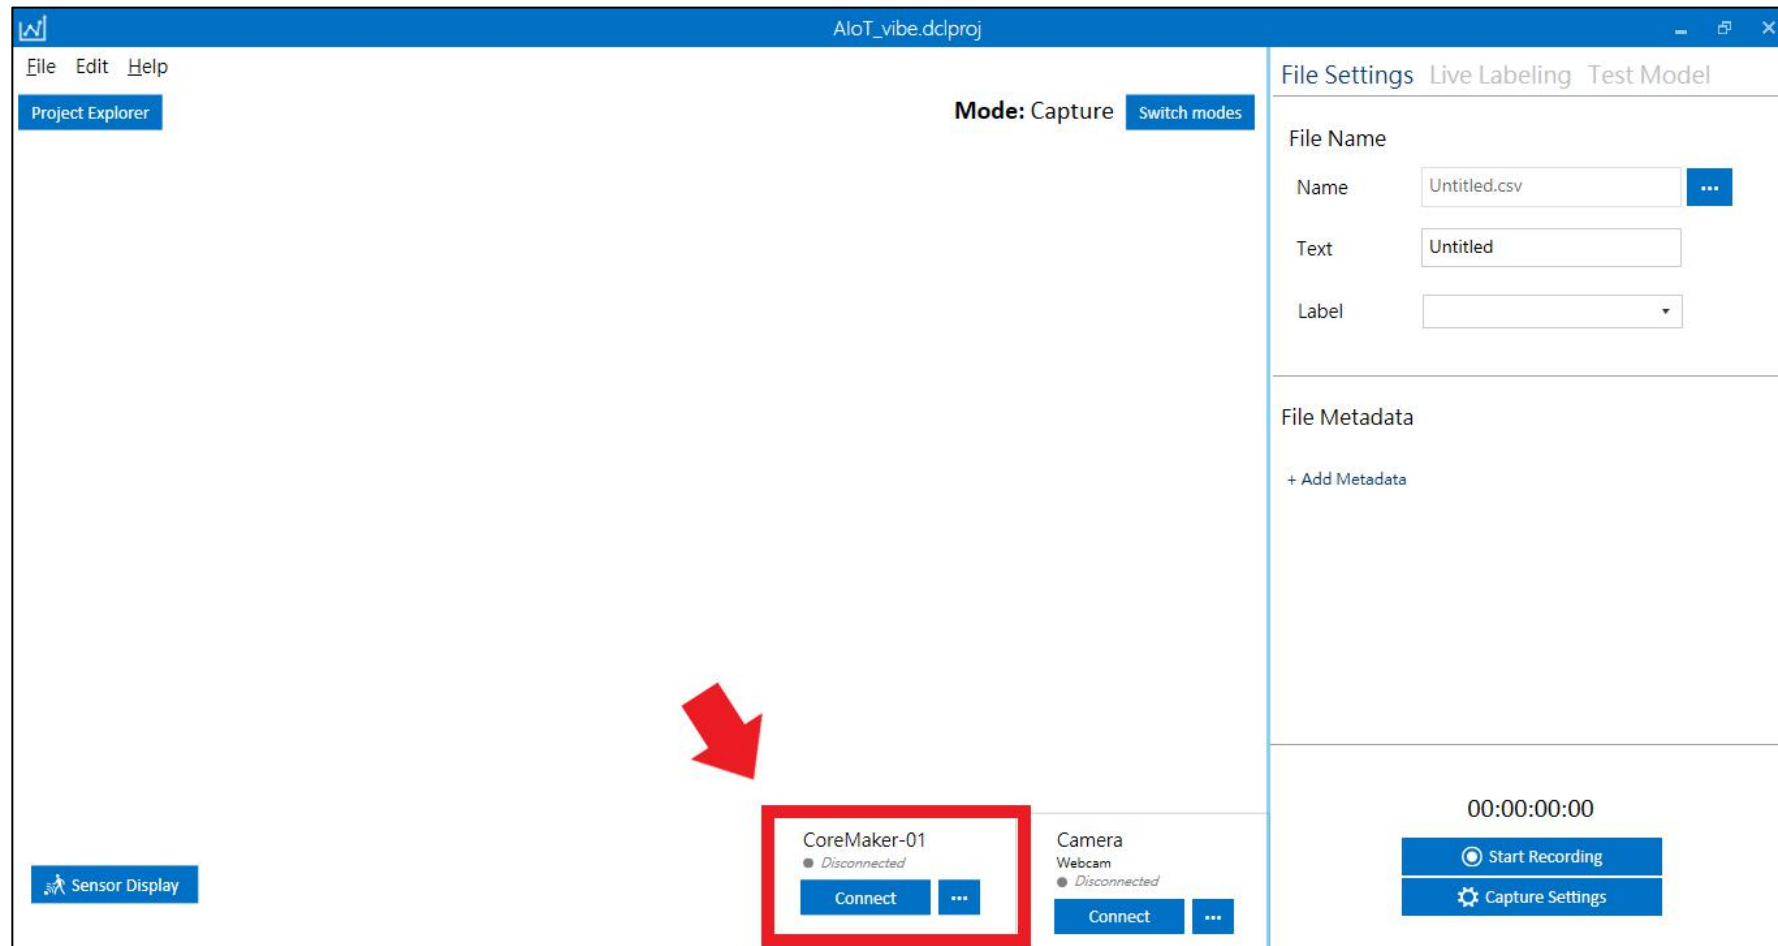 AIoT_vibe.dclproj
File Edit Help
Project Explorer
Mode: Capture Switch modes
File Settings Live Labeling Test Model
File Name
Name Untitled.csv ...
Text Untitled
Label
File Metadata
+ Add Metadata
CoreMaker-01
Disconnected
Connect ...
Camera
Webcam
Disconnected
Connect ...
Sensor Display
00:00:00:00
Start Recording
Capture Settings